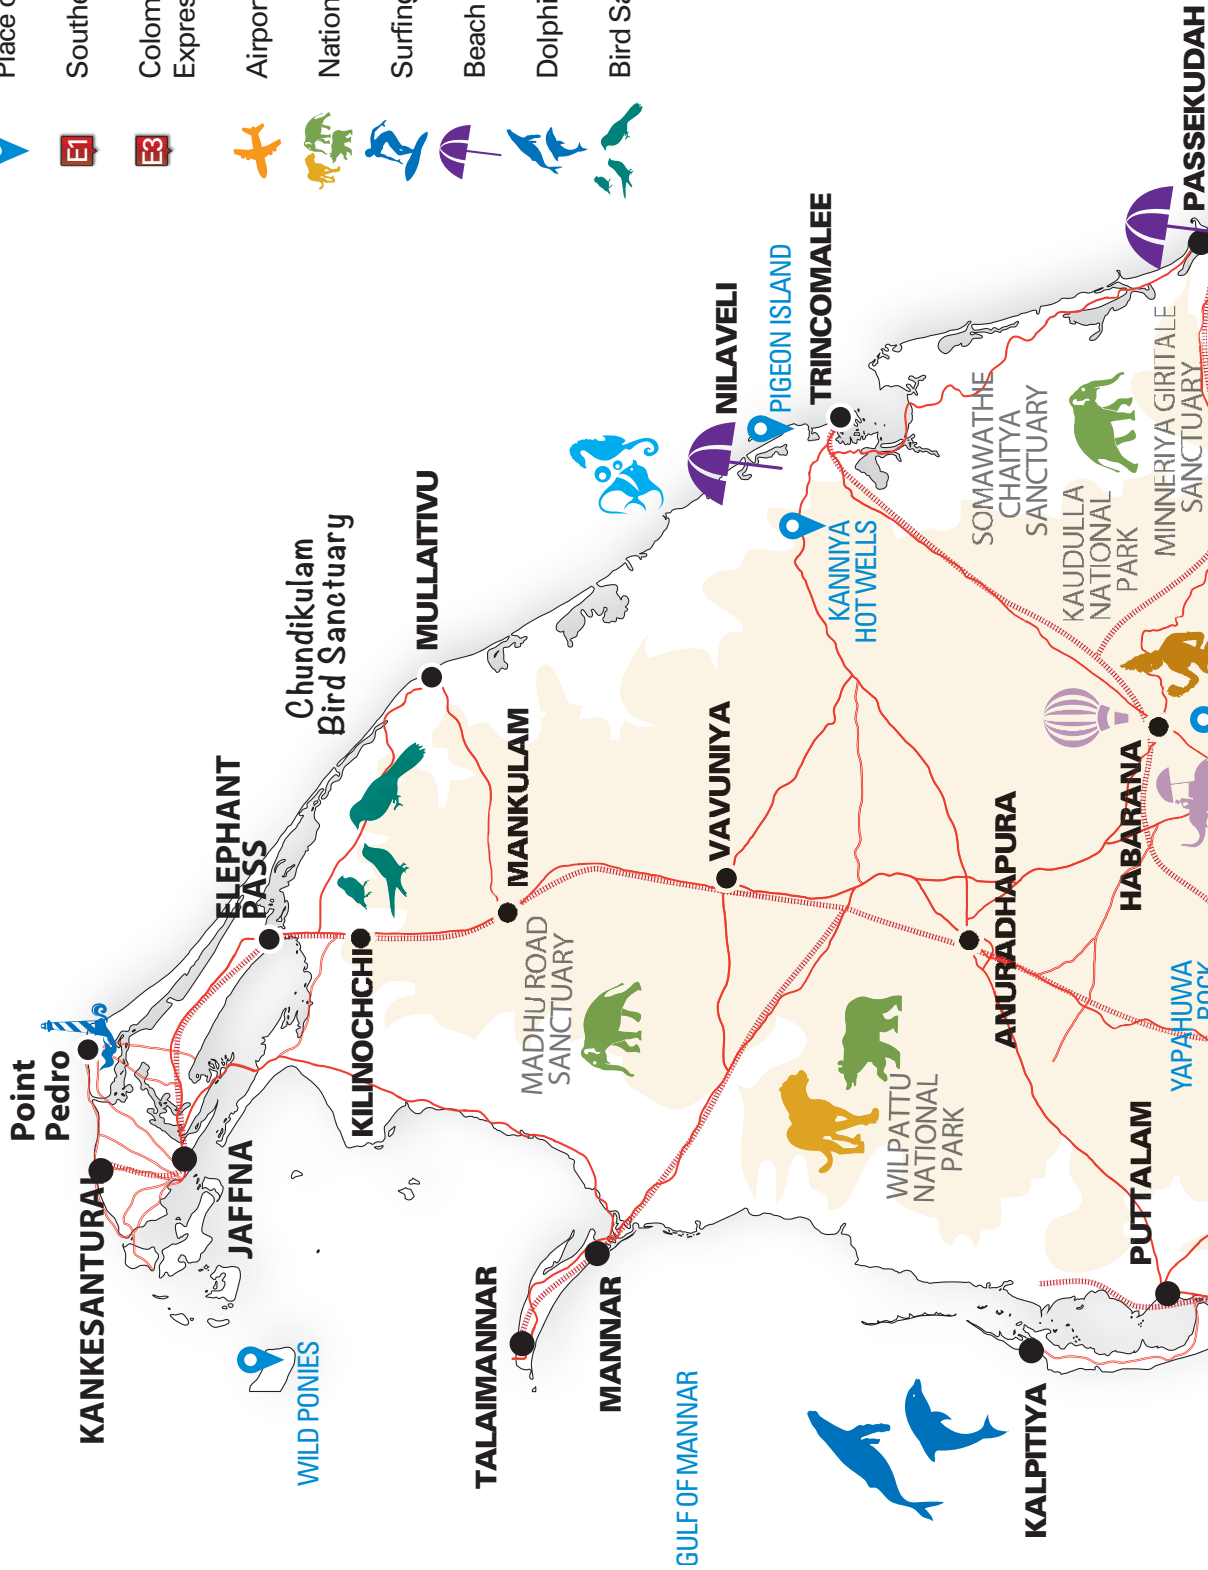 Place o
Southe
Colom
Expres
Airpor
Nation
Surfing
Beach
Dolphi
Bird Sa
E1
E3
Point
Pedro
KANKESANTURAI
JAFFNA
ELEPHANT
PASS
Chundikulam
Bird Sanctuary
WILD PONIES
KILINOCHCHI
MULLAITIVU
MANKULAM
TALAIMANNAR
MANNAR
MADHU ROAD
SANCTUARY
GULF OF MANNAR
VAVUNIYA
NILAVELI
PIGEON ISLAND
TRINCOMALEE
KANNIYA
HOT WELLS
WILPATTU
NATIONAL
PARK
ANURADHAPURA
SOMAWATHIE
CHAITYA
SANCTUARY
KAUDULLA
NATIONAL
PARK
MINNERIYA GIRITALE
SANCTUARY
PASSEKUDAH
HABARANA
KALPITIYA
PUTTALAM
YAPAHUWA
ROCK